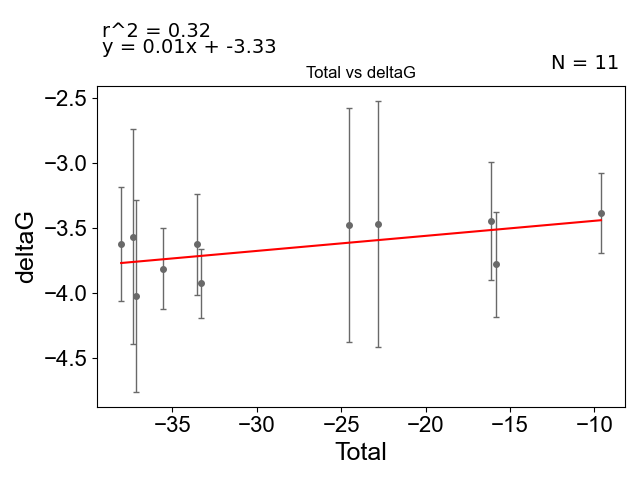 r^2 = 0.32
y = 0.01x + -3.33
N = 11
Total vs deltaG
−2.5
−3.0
−3.5
−4.0
−4.5
deltaG
−35
−30
−25
−20
−15
−10
Total